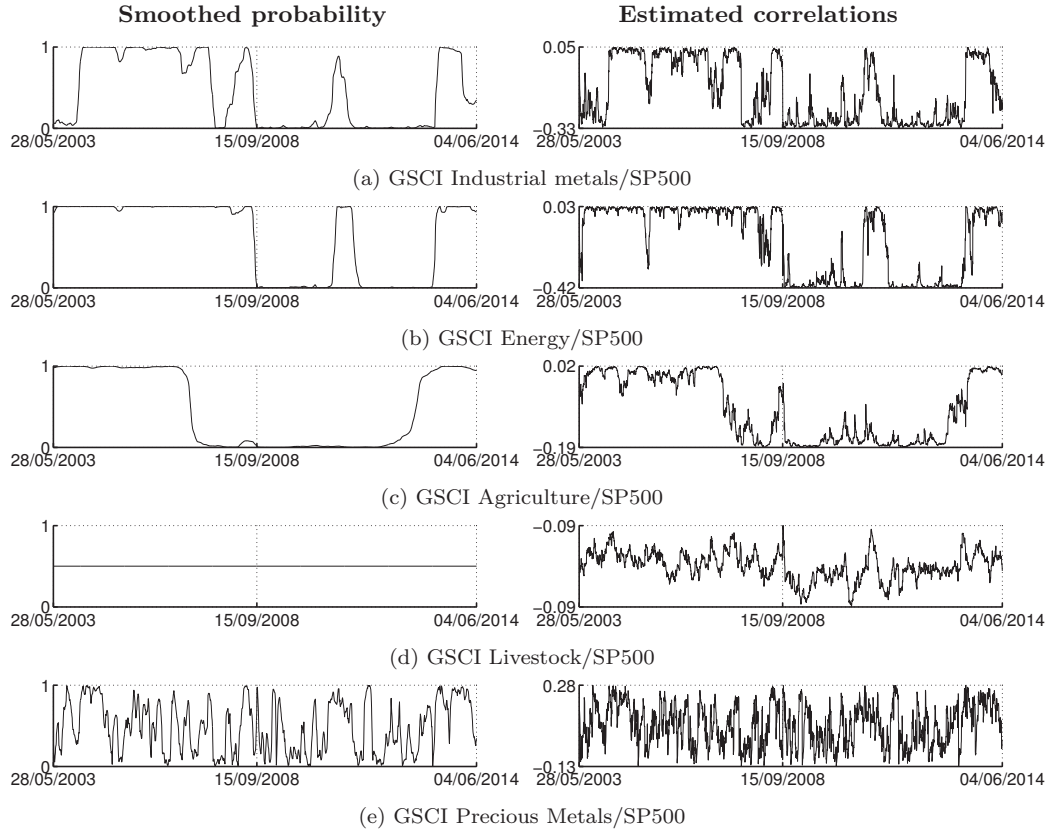 Smoothed probability Estimated correlations
1 0.05
0 −0.33
28/05/2003 15/09/2008 04/06/2014 28/05/2003 15/09/2008 04/06/2014
(a) GSCI Industrial metals/SP500
1 0.03
0 −0.42
28/05/2003 15/09/2008 04/06/2014 28/05/2003 15/09/2008 04/06/2014
(b) GSCI Energy/SP500
1 0.02
0 −0.19
28/05/2003 15/09/2008 04/06/2014 28/05/2003 15/09/2008 04/06/2014
(c) GSCI Agriculture/SP500
1 −0.09
0 −0.09
28/05/2003 15/09/2008 04/06/2014 28/05/2003 15/09/2008 04/06/2014
(d) GSCI Livestock/SP500
1 0.28
0 −0.13
28/05/2003 15/09/2008 04/06/2014 28/05/2003 15/09/2008 04/06/2014
(e) GSCI Precious Metals/SP500